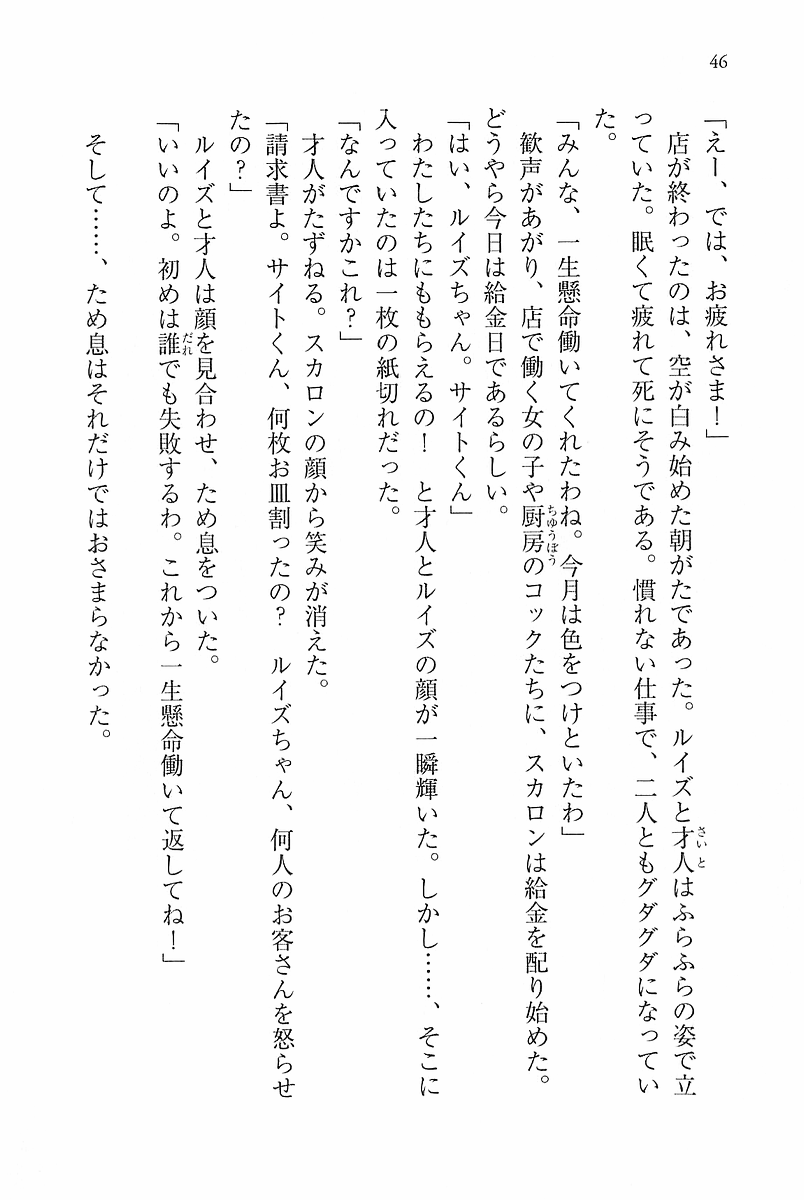 46
「えー、では、お疲れさま！」
　店が終わったのは、空が白み始めた朝がたであった。ルイズと才人はふらふらの姿で立
っていた。眠くて疲れて死にそうである。慣れない仕事で、二人ともグダグダになってい
た。
「みんな、一生懸命働いてくれたわね。今月は色をつけといたわ」
　歓声があがり、店で働く女の子や厨房のコックたちに、スカロンは給金を配り始めた。
どうやら今日は給金日であるらしい。
「はい、ルイズちゃん。サイトくん」
　わたしたちにももらえるの！　と才人とルイズの顔が一瞬輝いた。しかし……、そこに
入っていたのは一枚の紙切れだった。
「なんですかこれ？」
　才人がたずねる。スカロンの顔から笑みが消えた。
「請求書よ。サイトくん、何枚お皿割ったの？　ルイズちゃん、何人のお客さんを怒らせ
たの？」
　ルイズと才人は顔を見合わせ、ため息をついた。
「いいのよ。初めは誰でも失敗するわ。これから一生懸命働いて返してね！」
　そして……、ため息はそれだけではおさまらなかった。